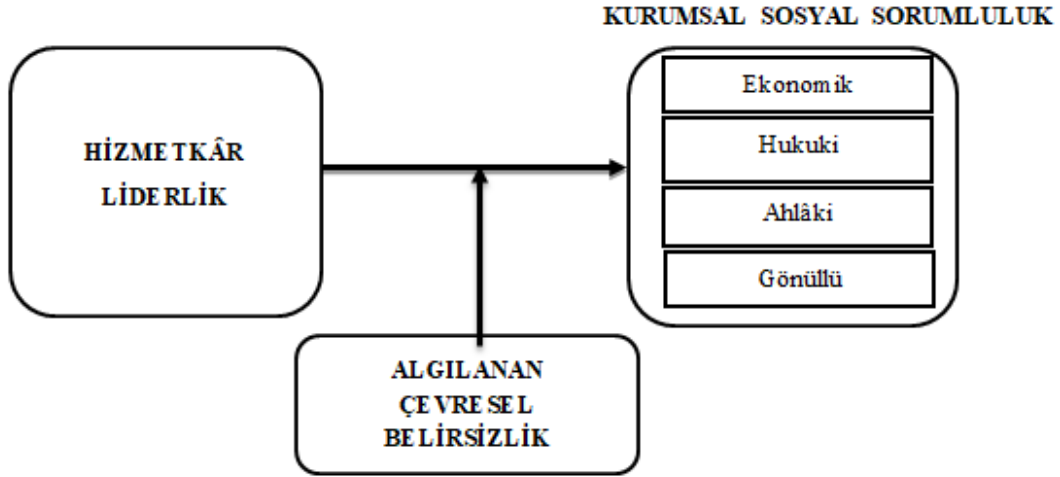 KURUMSAL SOSYAL SORUMLULUK
HİZMETKÂR
LİDERLİK
Ekonomik
Hukuki
Ahlâki
Gönüllü
ALGILANAN
ÇEVRESEL
BELİRSİZLİK